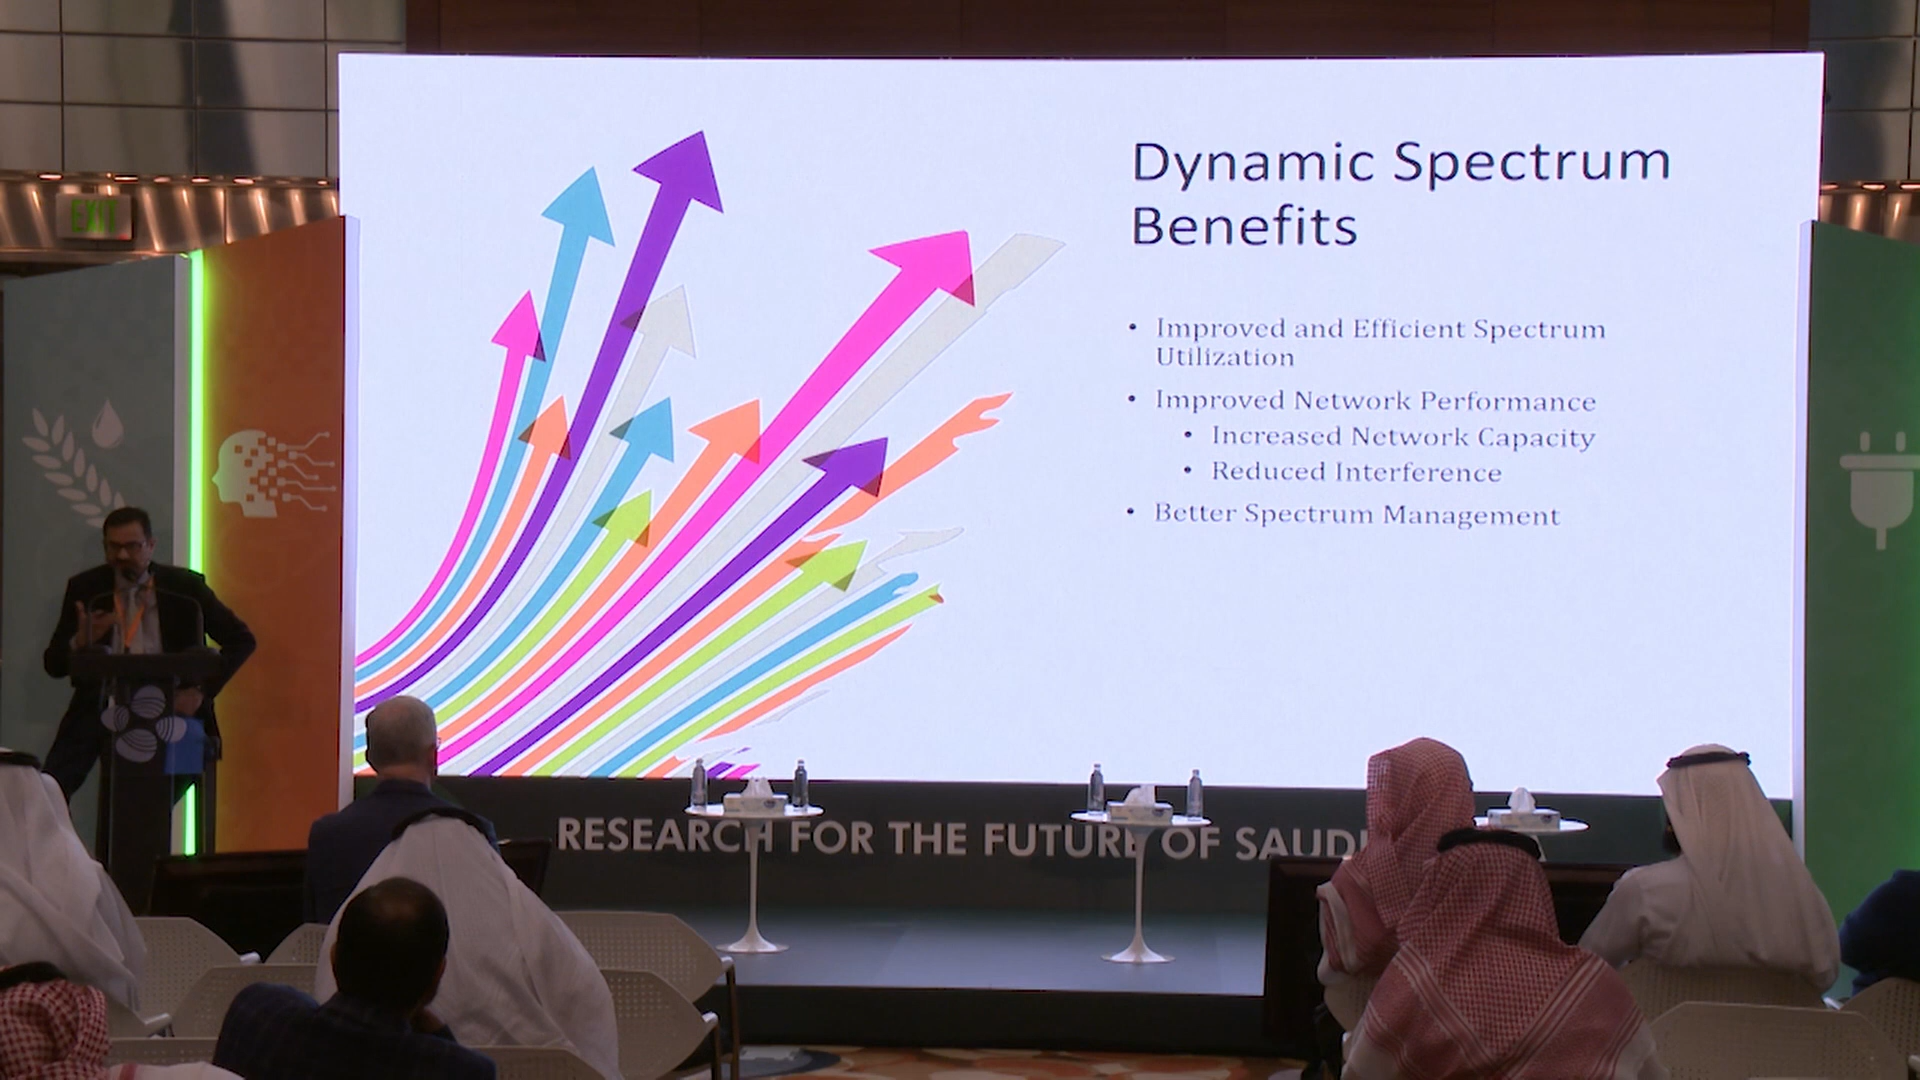 EXIT
Dynamic Spectrum
Benefits
• Improved and Efficient Spectrum
Utilization
• Improved Network Performance
• Increased Network Capacity
• Reduced Interference
• Better Spectrum Management
RESEARCH FOR THE FUTURE OF SAUDI